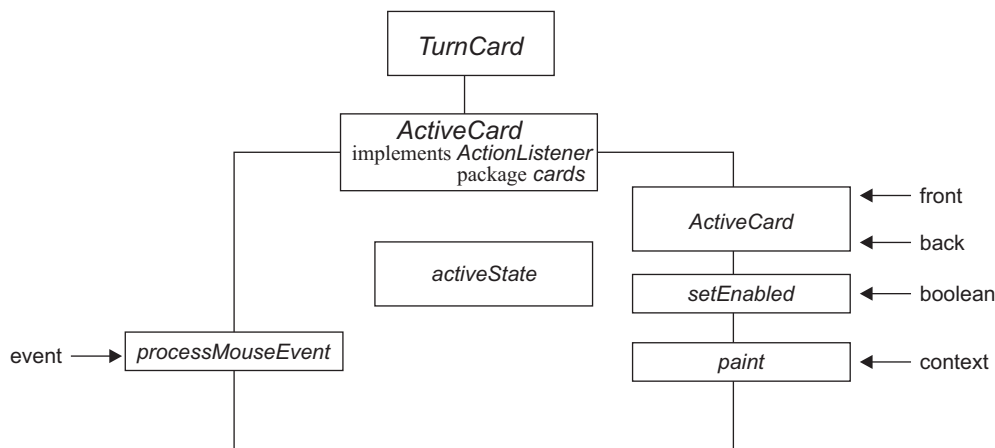 TurnCard
ActiveCard
implements ActionListener
package cards
front
ActiveCard
back
activeState
setEnabled
boolean
event
processMouseEvent
paint
context